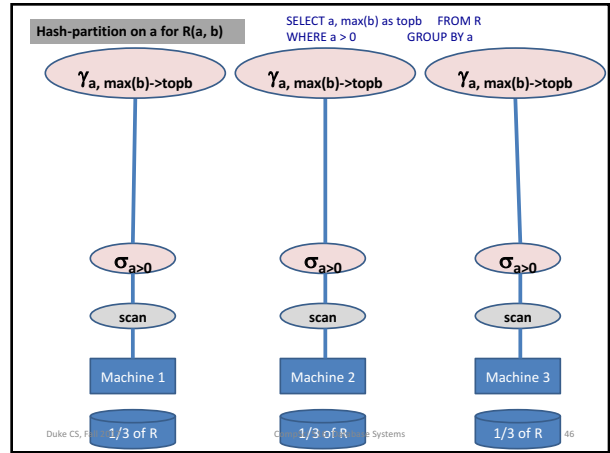 Hash-partition on a for R(a, b)
SELECT a, max(b) as topb FROM R
WHERE a > 0 GROUP BY a
γa, max(b)->topb
γa, max(b)->topb
γa, max(b)->topb
σa>0
σa>0
σa>0
scan
scan
scan
Machine 1
Machine 2
Machine 3
1/3 of R
1/3 of R
1/3 of R
Duke CS, Systems 46